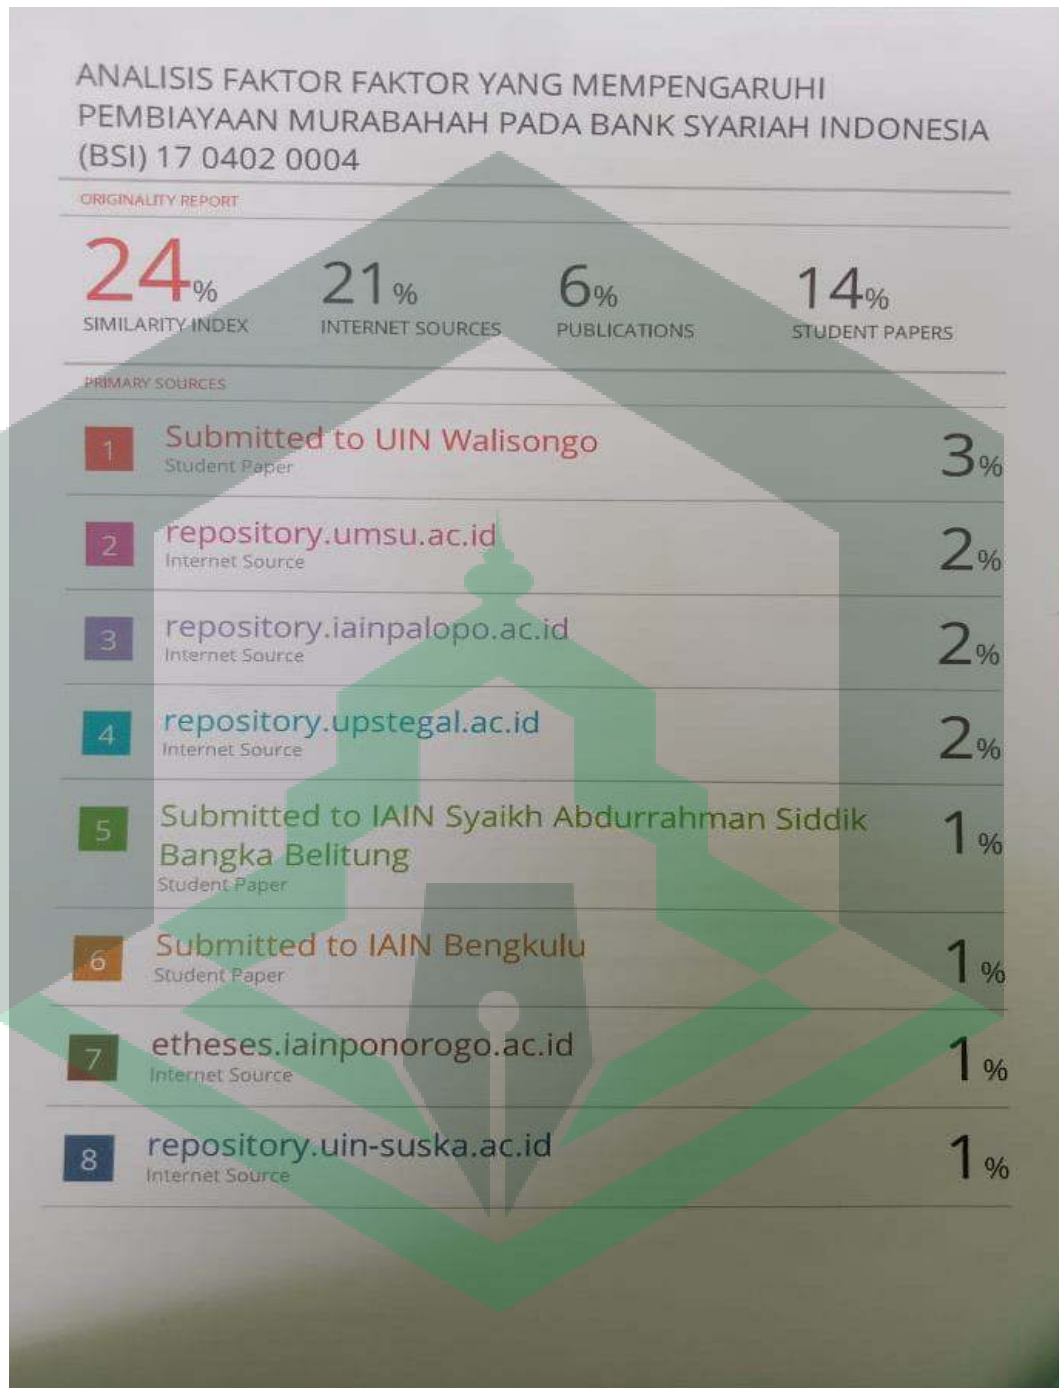 ANALISIS FAKTOR FAKTOR YANG MEMPENGARUHI
PEMBIAYAAN MURABAHAH PADA BANK SYARIAH INDONESIA
(BSI) 17 0402 0004
ORIGINALITY REPORT
24% 21% 6% 14%
SIMILARITY INDEX INTERNET SOURCES PUBLICATIONS STUDENT PAPERS
PRIMARY SOURCES
1 Submitted to UIN Walisongo 3%
Student Paper
2 repository.umsu.ac.id 2%
Internet Source
3 repository.iainpalopo.ac.id 2%
Internet Source
4 repository.upstegal.ac.id 2%
Internet Source
5 Submitted to IAIN Syaikh Abdurrahman Siddik 1%
Bangka Belitung
Student Paper
6 Submitted to IAIN Bengkulu 1%
Student Paper
7 etheses.iainponorogo.ac.id 1%
Internet Source
8 repository.uin-suska.ac.id 1%
Internet Source